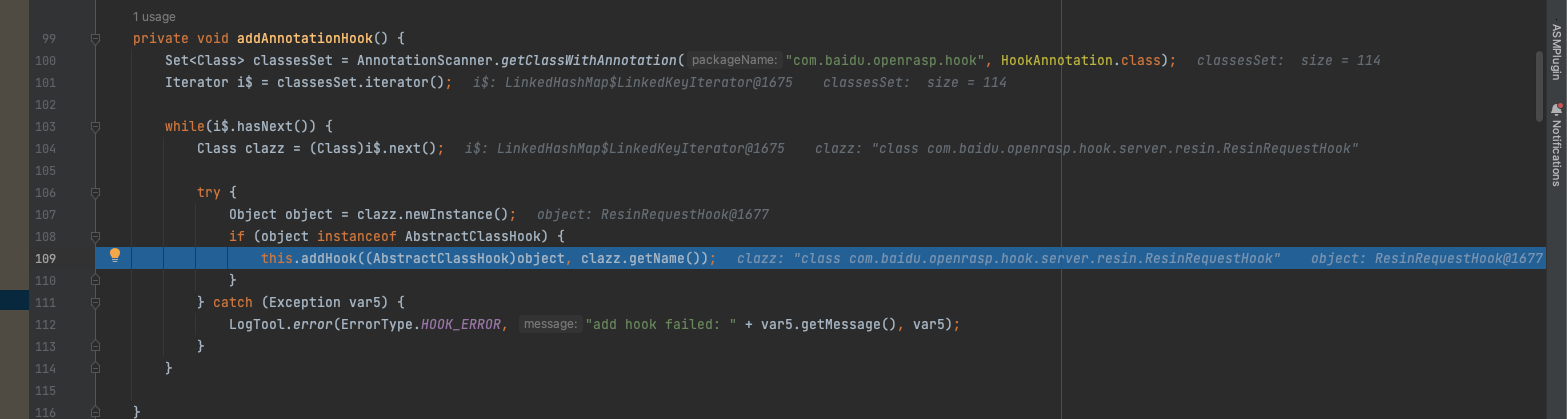 1 usage
99 private void addAnnotationHook() {
100 Set<Class> classesSet = AnnotationScanner.getClassWithAnnotation( packageName: "com.baidu.openrasp.hook", HookAnnotation.class); classesSet: size = 114
101 Iterator i$ = classesSet.iterator(); i$: LinkedHashMap$LinkedKeyIterator@1675 classesSet: size = 114
102
103 while(i$.hasNext()) {
104 Class clazz = (Class)i$.next(); i$: LinkedHashMap$LinkedKeyIterator@1675 clazz: "class com.baidu.openrasp.hook.server.resin.ResinRequestHook"
105
106 try {
107 Object object = clazz.newInstance(); object: ResinRequestHook@1677
108 if (object instanceof AbstractClassHook) {
109 this.addHook((AbstractClassHook)object, clazz.getName()); clazz: "class com.baidu.openrasp.hook.server.resin.ResinRequestHook" object: ResinRequestHook@1677
110 }
111 } catch (Exception var5) {
112 LogTool.error(ErrorType.HOOK_ERROR, message: "add hook failed: " + var5.getMessage(), var5);
113 }
114 }
115
116 }
ASMPlugin
Notifications